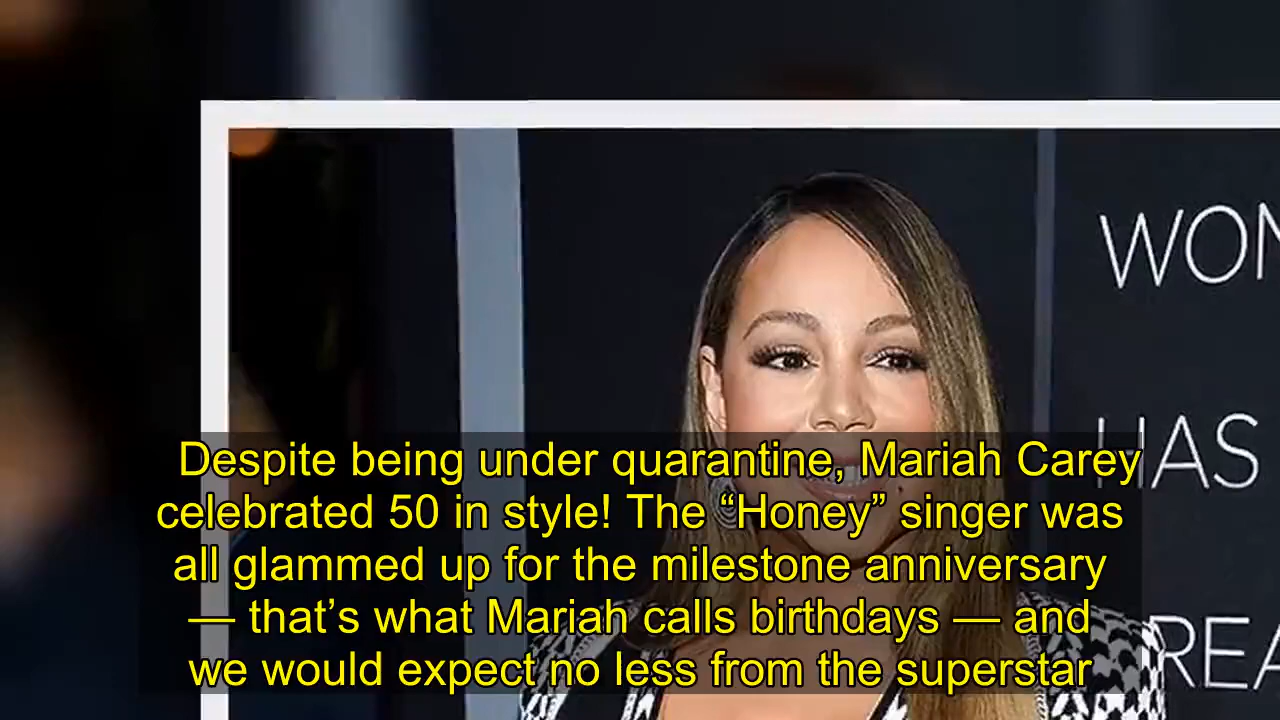 WON
HAS
REA
Despite being under quarantine, Mariah Carey
celebrated 50 in style! The “Honey” singer was
all glammed up for the milestone anniversary
— that’s what Mariah calls birthdays — and
we would expect no less from the superstar